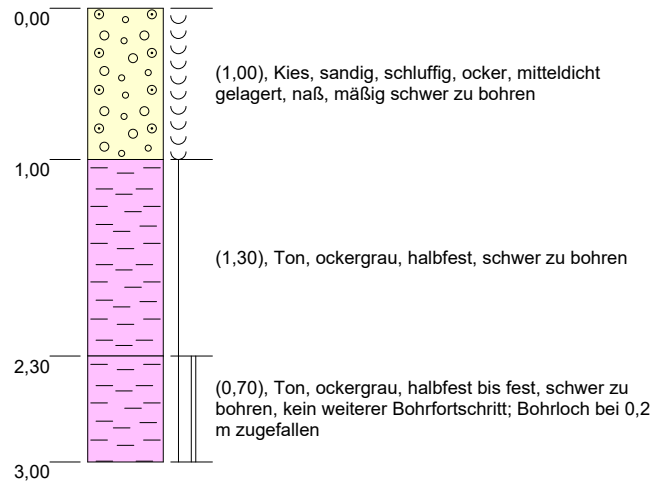 0,00
(1,00), Kies, sandig, schluffig, ocker, mitteldicht
gelagert, naß, mäßig schwer zu bohren
1,00
(1,30), Ton, ockergrau, halbfest, schwer zu bohren
2,30
(0,70), Ton, ockergrau, halbfest bis fest, schwer zu
bohren, kein weiterer Bohrfortschritt; Bohrloch bei 0,2
m zugefallen
3,00